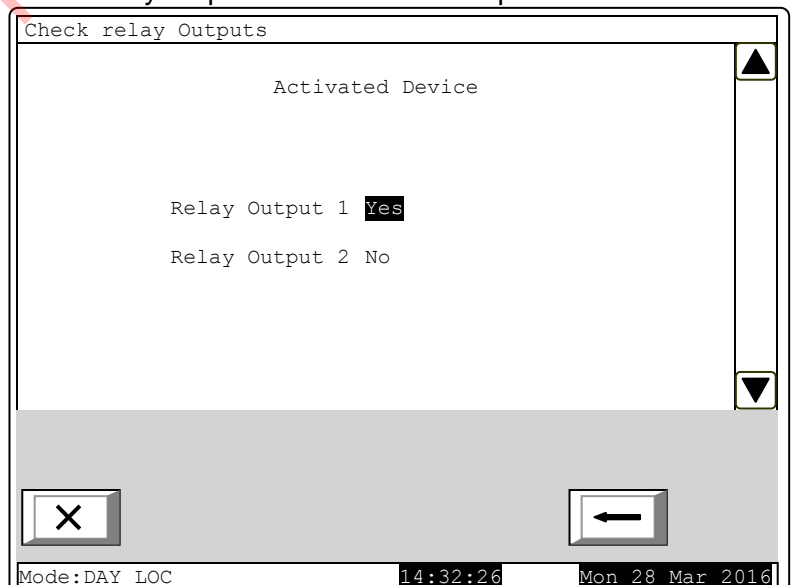 Check relay Outputs
Activated Device
Relay Output 1 Yes
Relay Output 2 No
Mode:DAY LOC 14:32:26 Mon 28 Mar 2016